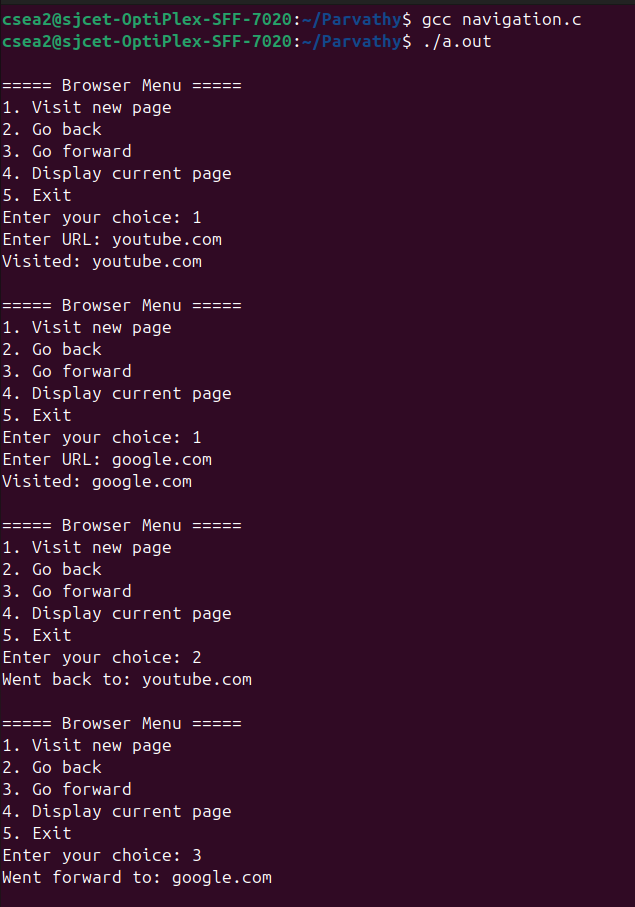 csea2@sjcet-OptiPlex-SFF-7020:~/Parvathy$ gcc navigation.c
csea2@sjcet-OptiPlex-SFF-7020:~/Parvathy$ ./a.out
===== Browser Menu =====
1. Visit new page
2. Go back
3. Go forward
4. Display current page
5. Exit
Enter your choice: 1
Enter URL: youtube.com
Visited: youtube.com
===== Browser Menu =====
1. Visit new page
2. Go back
3. Go forward
4. Display current page
5. Exit
Enter your choice: 1
Enter URL: google.com
Visited: google.com
===== Browser Menu =====
1. Visit new page
2. Go back
3. Go forward
4. Display current page
5. Exit
Enter your choice: 2
Went back to: youtube.com
===== Browser Menu =====
1. Visit new page
2. Go back
3. Go forward
4. Display current page
5. Exit
Enter your choice: 3
Went forward to: google.com